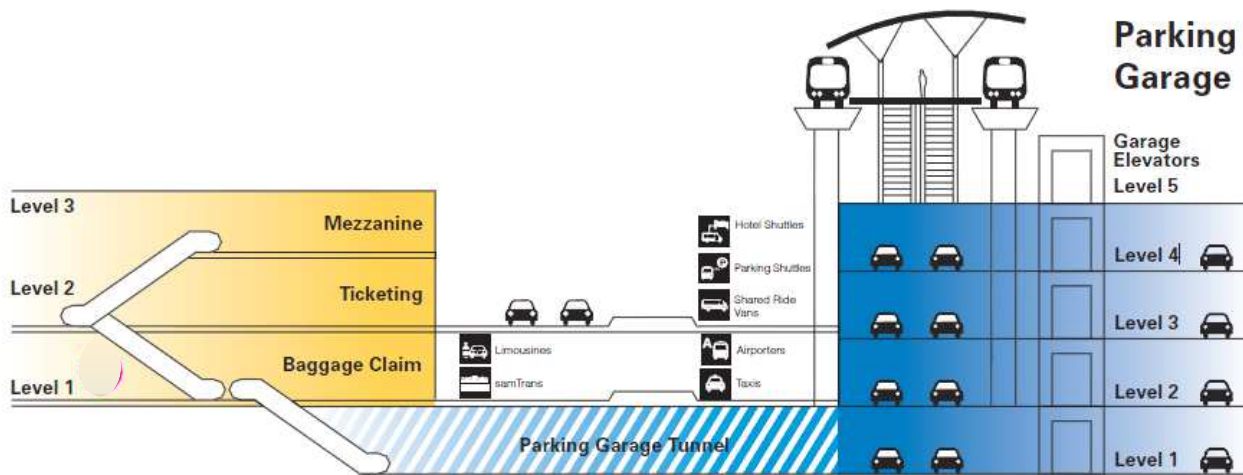 Parking
Garage
Garage
Elevators
Level 5
Level 3
Mezzanine
Hotel Shuttles
Level 4
Level 2
Ticketing
Parking Shuttles
Shared Ride
Vans
Level 3
Level 1
Baggage Claim
Limousines
samTrans
A
Airporters
Taxis
Level 2
Parking Garage Tunnel
Level 1
P